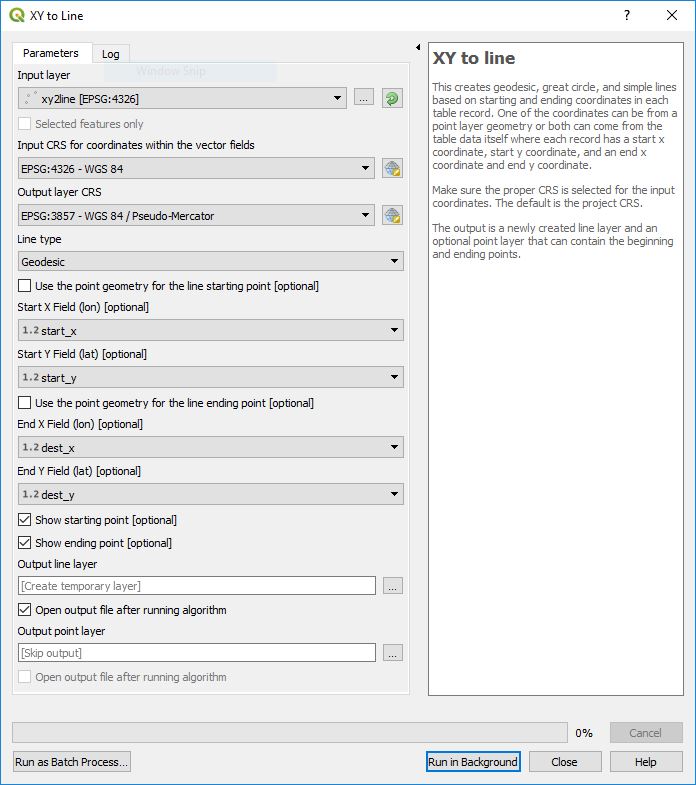 XY to Line
?
Parameters
Log
Window Snip
Input layer
xy2line [EPSG:4326]
...
Selected features only
Input CRS for coordinates within the vector fields
EPSG:4326 - WGS 84
Output layer CRS
EPSG:3857 - WGS 84 / Pseudo-Mercator
Line type
Geodesic
Use the point geometry for the line starting point [optional]
Start X Field (lon) [optional]
1.2 start_x
Start Y Field (lat) [optional]
1.2 start_y
Use the point geometry for the line ending point [optional]
End X Field (lon) [optional]
1.2 dest_x
End Y Field (lat) [optional]
1.2 dest_y
Show starting point [optional]
Show ending point [optional]
Output line layer
[Create temporary layer]
...
Open output file after running algorithm
Output point layer
[Skip output]
...
Open output file after running algorithm
XY to line
This creates geodesic, great circle, and simple lines
based on starting and ending coordinates in each
table record. One of the coordinates can be from a
point layer geometry or both can come from the
table data itself where each record has a start x
coordinate, start y coordinate, and an end x
coordinate and end y coordinate.
Make sure the proper CRS is selected for the input
coordinates. The default is the project CRS.
The output is a newly created line layer and an
optional point layer that can contain the beginning
and ending points.
0%
Cancel
Run as Batch Process...
Run in Background
Close
Help